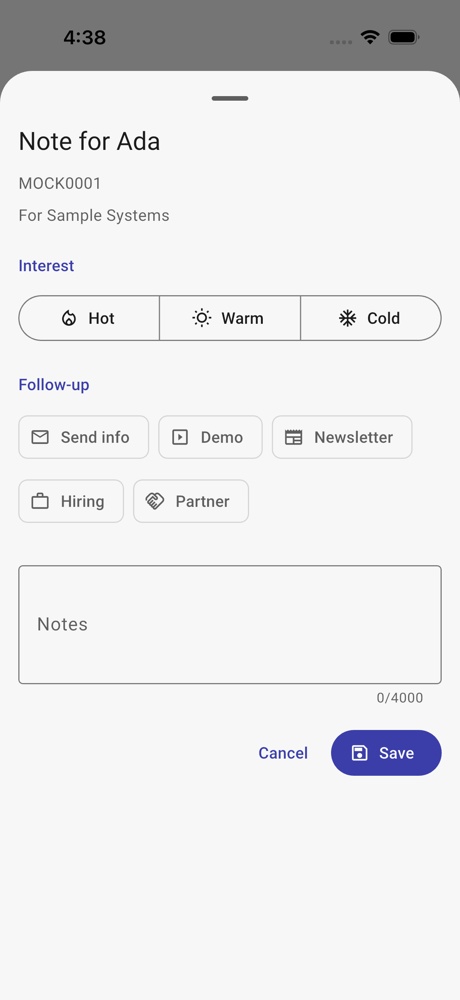 4:38
Note for Ada
MOCK0001
For Sample Systems
Interest
Hot Warm Cold
Follow-up
Send info Demo Newsletter
Hiring Partner
Notes
0/4000
Cancel Save